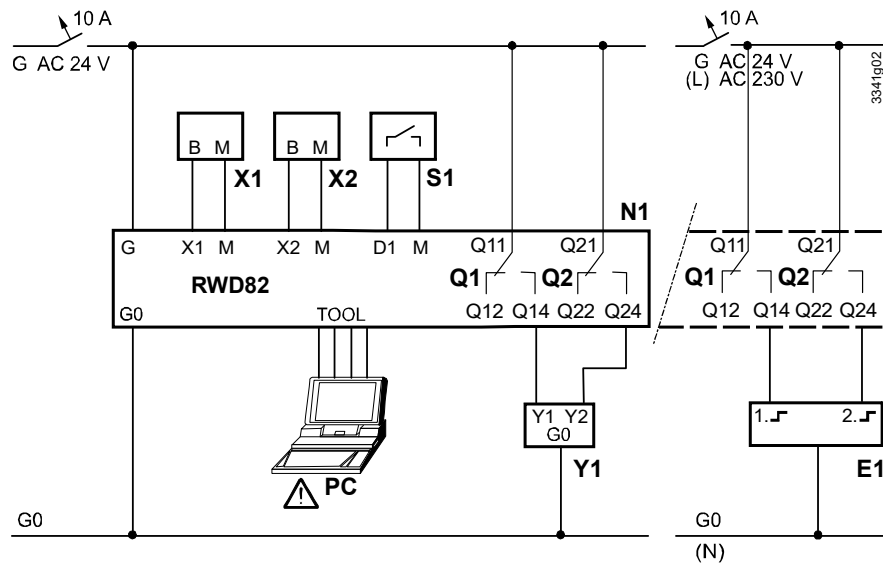 10 A
10 A
G AC 24 V
G AC 24 V
(L) AC 230 V
3341g02
B M
B M
X1
X2
S1
N1
G
X1 M
X2 M
D1 M
Q11
Q21
Q11
Q21
RWD82
Q1
Q2
Q1
Q2
G0
TOOL
Q12
Q14
Q22
Q24
Q12
Q14
Q22
Q24
Y1 Y2
G0
1.
2.
Y1
E1
PC
G0
G0
(N)